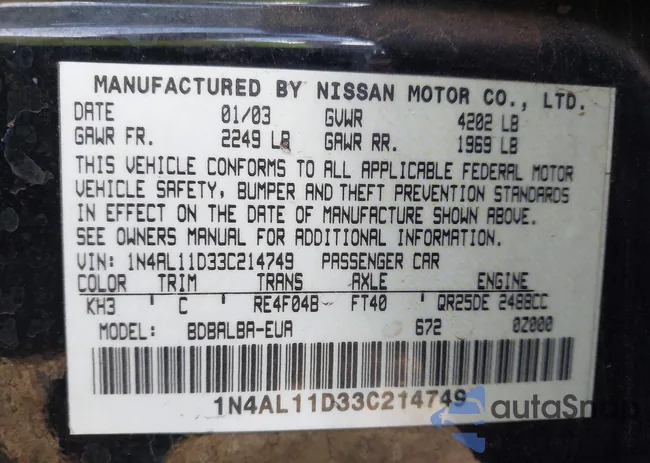 MANUFACTURED BY NISSAN MOTOR CO., LTD.
DATE 01/03 GVWR 4202 LB
GAWR FR. 2249 LB GAWR RR. 1969 LB
THIS VEHICLE CONFORMS TO ALL APPLICABLE FEDERAL MOTOR
VEHICLE SAFETY, BUMPER AND THEFT PREVENTION STANDARDS
IN EFFECT ON THE DATE OF MANUFACTURE SHOWN ABOVE.
SEE OWNERS MANUAL FOR ADDITIONAL INFORMATION.
VIN: 1N4AL11D33C214749 PASSENGER CAR
COLOR TRIM TRANS AXLE ENGINE
KH3 C RE4F04B FT40 QR25DE 2488CC
MODEL: BDBALBA-EUA 672 0Z000
1N4AL11D33C214749
autoSnap